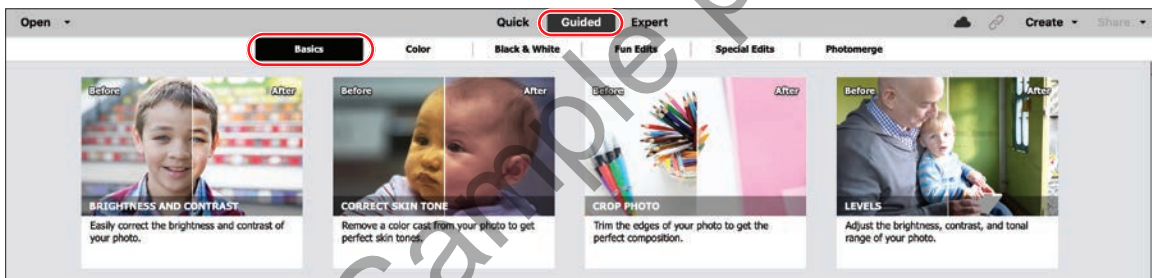 Open Quick Guided Expert Create Share
Basics Color Black & White Fun Edits Special Edits Photomerge
Before After Before After Before After Before After
BRIGHTNESS AND CONTRAST CORRECT SKIN TONE CROP PHOTO LEVELS
Easily correct the brightness and contrast of
your photo.
Remove a color cast from your photo to get
perfect skin tones.
Trim the edges of your photo to get the
perfect composition.
Adjust the brightness, contrast, and tonal
range of your photo.
Sample p